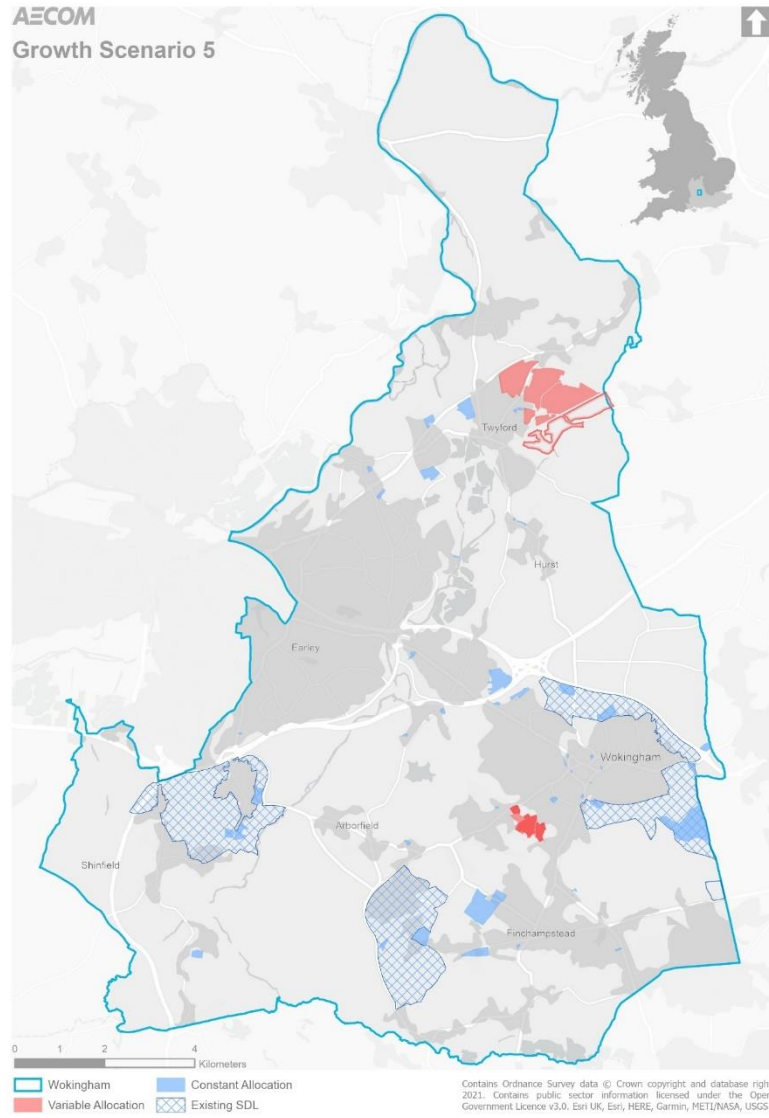 AECOM
Growth Scenario 5
Twyford
Hurst
Earley
Wokingham
Arborfield
Shinfield
Finchampstead
0 1 2 4
Kilometers
Wokingham
Constant Allocation
Variable Allocation
Existing SDL
Contains Ordnance Survey data © Crown copyright and database righ
2021. Contains public sector information licensed under the Oper
Government Licence v3.0. Esri UK, Esri, HERE, Garmin, METI/NASA, USGS